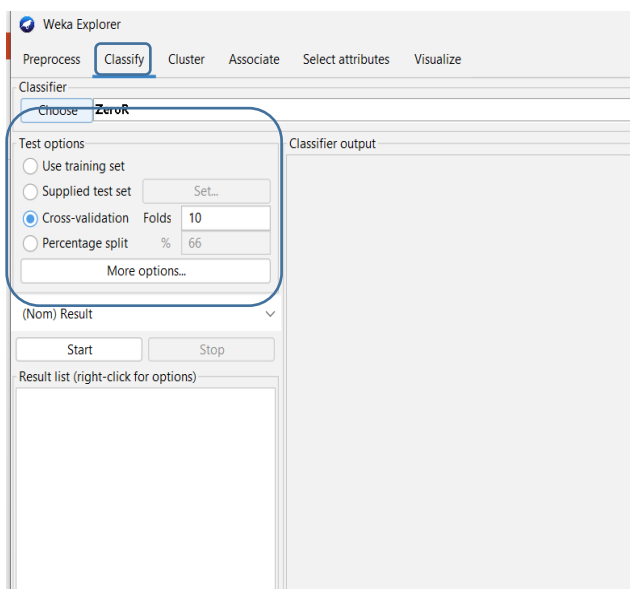 Weka Explorer
Preprocess Classify Cluster Associate Select attributes Visualize
Classifier
Choose ZeroR
Test options
Use training set
Supplied test set Set...
Cross-validation Folds 10
Percentage split % 66
More options...
(Nom) Result
Start Stop
Result list (right-click for options)
Classifier output